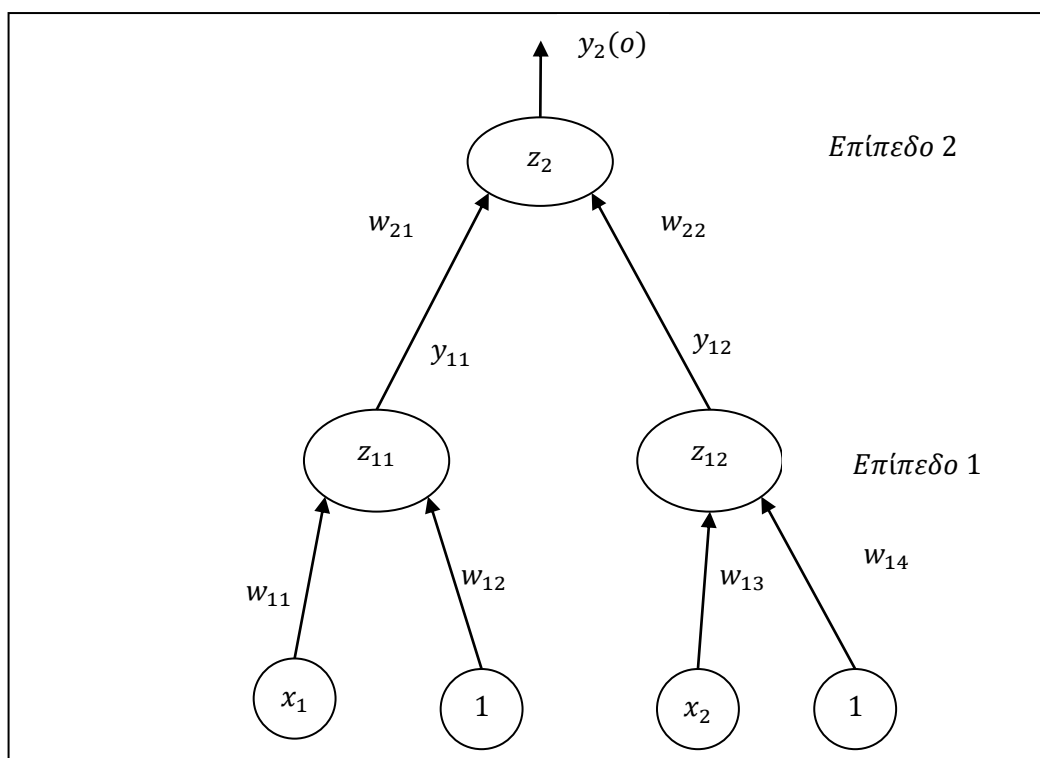 𝑦₂(𝑜)
𝑧₂
𝛦𝜋ί𝜋𝜀𝛿𝜊 2
𝑤₂₁
𝑤₂₂
𝑦₁₁
𝑦₁₂
𝑧₁₁
𝑧₁₂
𝛦𝜋ί𝜋𝜀𝛿𝜊 1
𝑤₁₁
𝑤₁₂
𝑤₁₃
𝑤₁₄
𝑥₁
1
𝑥₂
1